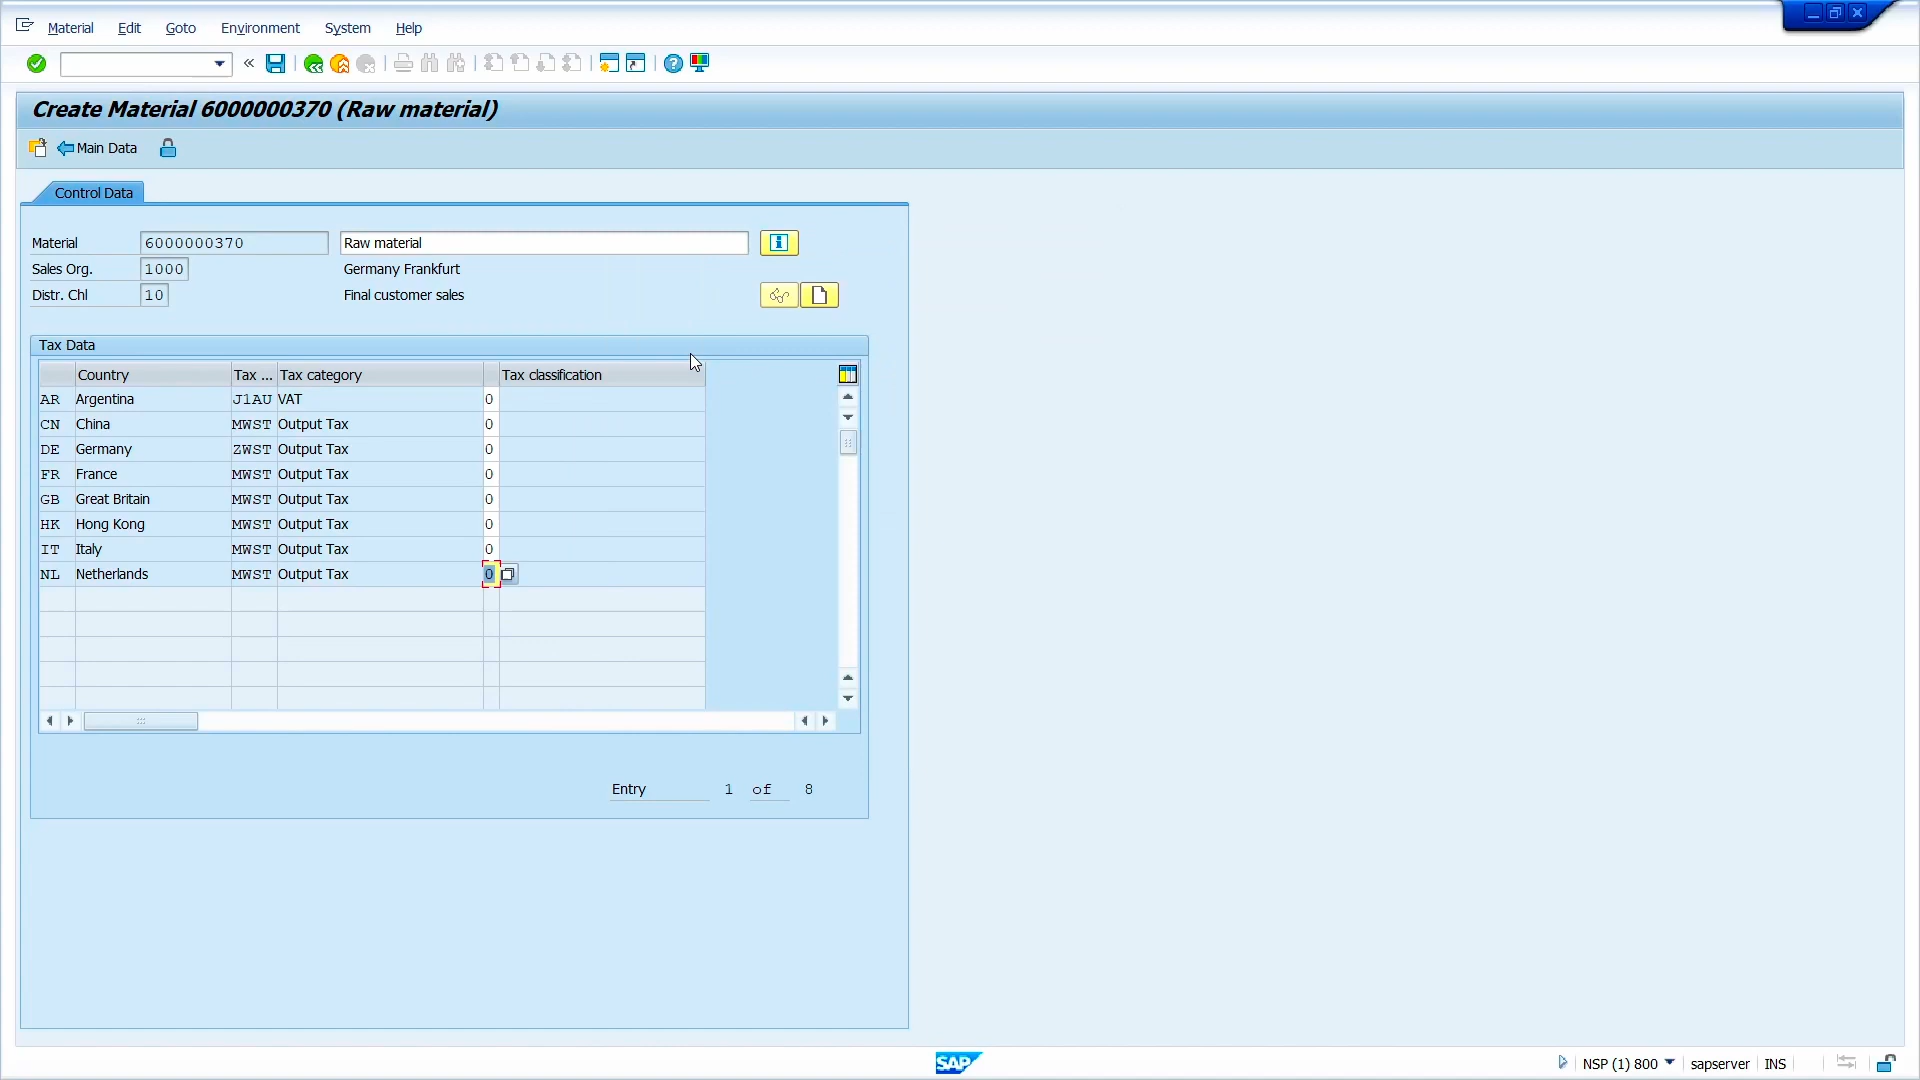 Material Edit Goto Environment System Help
Create Material 6000000370 (Raw material)
Main Data
Control Data
Material 6000000370 Raw material
Sales Org. 1000 Germany Frankfurt
Distr. Chl 10 Final customer sales
Tax Data
Country Tax ... Tax category Tax classification
AR Argentina J1AU VAT 0
CN China MWST Output Tax 0
DE Germany ZWST Output Tax 0
FR France MWST Output Tax 0
GB Great Britain MWST Output Tax 0
HK Hong Kong MWST Output Tax 0
IT Italy MWST Output Tax 0
NL Netherlands MWST Output Tax 0
Entry 1 of 8
SAP NSP (1) 800 sapserver INS